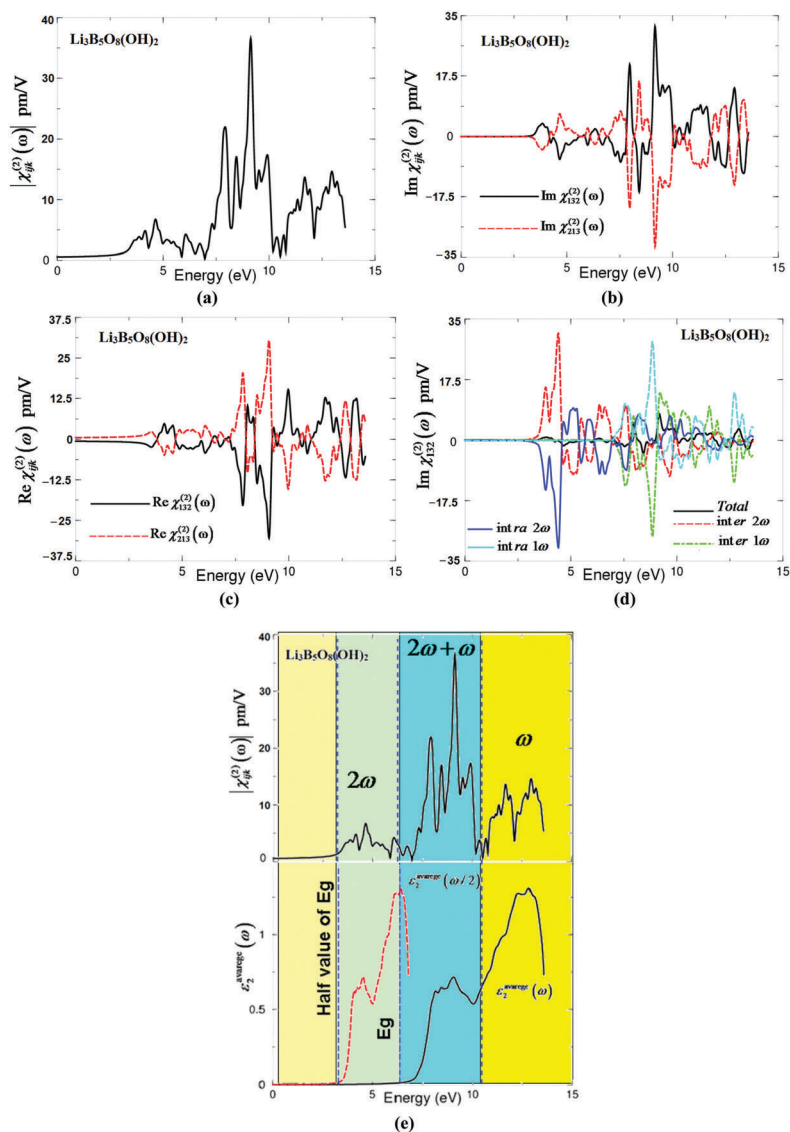 Li₃B₅O₈(OH)₂
|χ⁽²⁾ijk(ω)| pm/V
40
30
20
10
0
0 5 10 15
Energy (eV)
(a)
Li₃B₅O₈(OH)₂
Im χ⁽²⁾ijk(ω) pm/V
35
17.5
0
−17.5
−35
Im χ⁽²⁾132(ω)
Im χ⁽²⁾213(ω)
0 5 10 15
Energy (eV)
(b)
Li₃B₅O₈(OH)₂
Re χ⁽²⁾ijk(ω) pm/V
37.5
25
12.5
0
−12.5
−25
−37.5
Re χ⁽²⁾132(ω)
Re χ⁽²⁾213(ω)
0 5 10 15
Energy (eV)
(c)
Li₃B₅O₈(OH)₂
Im χ⁽²⁾132(ω) pm/V
35
17.5
0
−17.5
−35
intra 2ω
intra 1ω
Total
inter 2ω
inter 1ω
0 5 10 15
Energy (eV)
(d)
Li₃B₅O₈(OH)₂
|χ⁽²⁾ijk(ω)| pm/V
40
30
20
10
0
2ω
2ω + ω
ω
ε₂ᵃᵛᵃʳᵉᵍᵉ(ω)
1
0.5
0
Half value of Eg
Eg
ε₂ᵃᵛᵃʳᵉᵍᵉ(ω/2)
ε₂ᵃᵛᵃʳᵉᵍᵉ(ω)
0 5 10 15
Energy (eV)
(e)